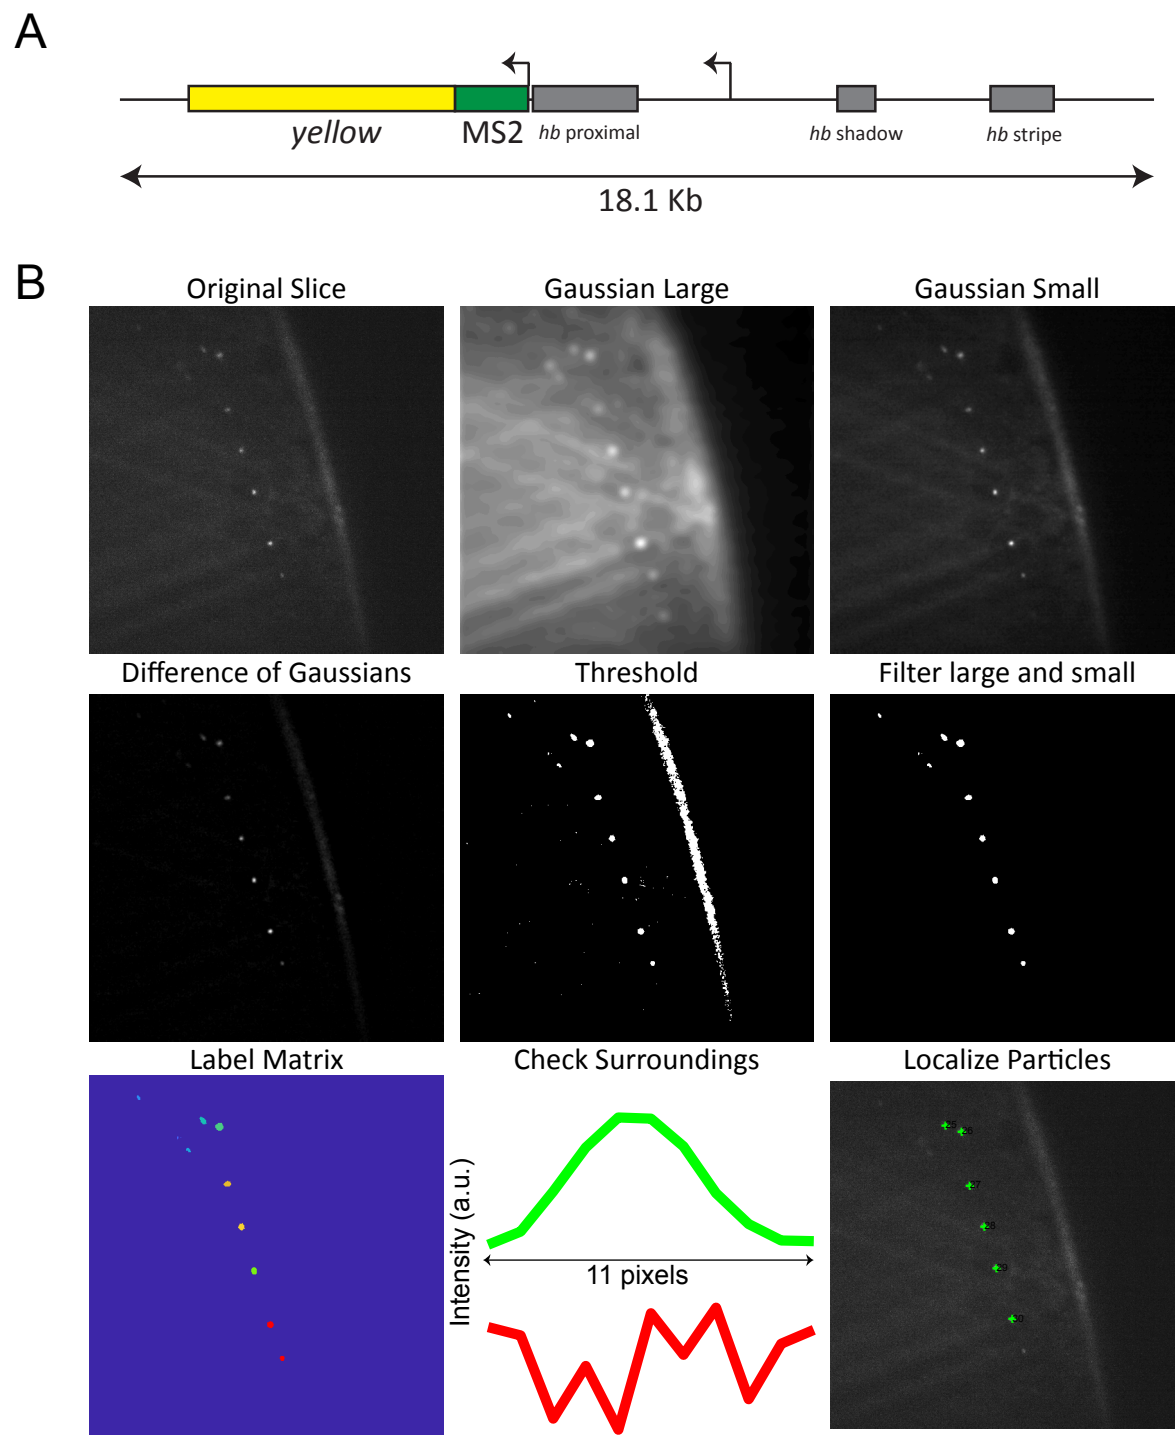 A
yellow
MS2
hb proximal
hb shadow
hb stripe
18.1 Kb
B
Original Slice
Gaussian Large
Gaussian Small
Difference of Gaussians
Threshold
Filter large and small
Label Matrix
Check Surroundings
Localize Particles
Intensity (a.u.)
11 pixels